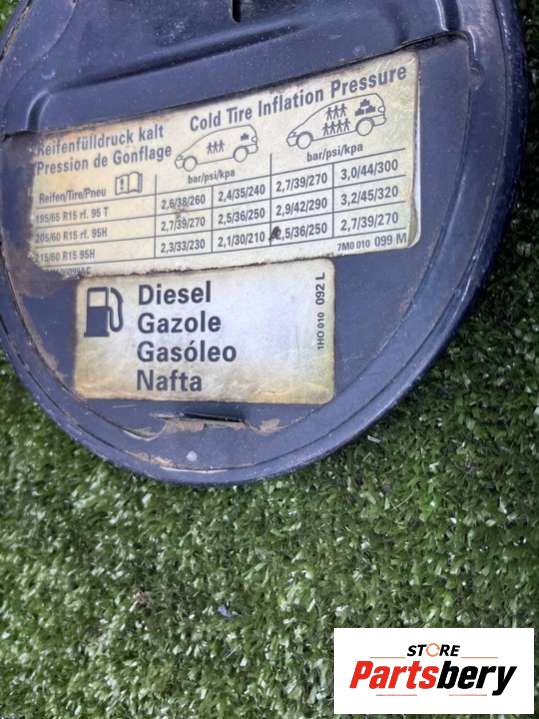 Reifenfülldruck kalt
Cold Tire Inflation Pressure
Pression de Gonflage
bar/psi/kpa bar/psi/kpa
Reifen/Tire/Pneu
195/65 R15 rf. 95 T 2,6/38/260 2,4/35/240 2,7/39/270 3,0/44/300
205/60 R15 rf. 95H 2,7/39/270 2,5/36/250 2,9/42/290 3,2/45/320
215/60 R15 95H 2,3/33/230 2,1/30/210 2,5/36/250 2,7/39/270
7M0 010 099 M
Diesel
Gazole
Gasóleo
Nafta
1HO 010 092 L
STORE
Partsbery